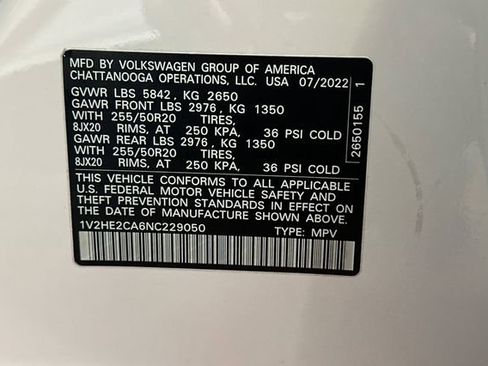 MFD BY VOLKSWAGEN GROUP OF AMERICA
CHATTANOOGA OPERATIONS, LLC. USA 07/2022
GVWR LBS 5842, KG 2650
GAWR FRONT LBS 2976, KG 1350
WITH 255/50R20 TIRES,
8JX20 RIMS, AT 250 KPA, 36 PSI COLD
GAWR REAR LBS 2976, KG 1350
WITH 255/50R20 TIRES,
8JX20 RIMS, AT 250 KPA, 36 PSI COLD
THIS VEHICLE CONFORMS TO ALL APPLICABLE
U.S. FEDERAL MOTOR VEHICLE SAFETY AND
THEFT PREVENTION STANDARDS IN EFFECT ON
THE DATE OF MANUFACTURE SHOWN ABOVE.
1V2HE2CA6NC229050 TYPE: MPV
2650155 1